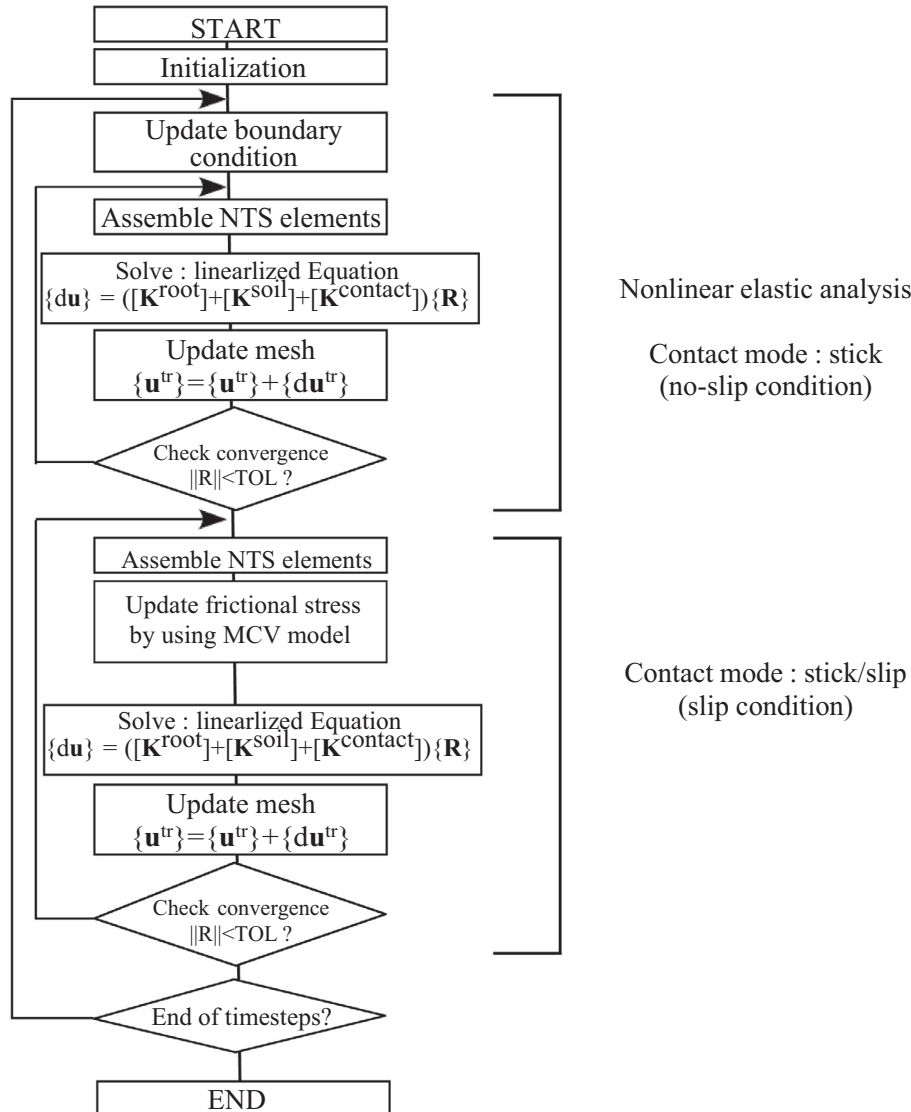 START
Initialization
Update boundary
condition
Assemble NTS elements
Solve : linearlized Equation
{du} = ([K^root]+[K^soil]+[K^contact]){R}
Update mesh
{u^tr}={u^tr}+{du^tr}
Check convergence
||R||<TOL ?
Nonlinear elastic analysis
Contact mode : stick
(no-slip condition)
Assemble NTS elements
Update frictional stress
by using MCV model
Solve : linearlized Equation
{du} = ([K^root]+[K^soil]+[K^contact]){R}
Update mesh
{u^tr}={u^tr}+{du^tr}
Check convergence
||R||<TOL ?
Contact mode : stick/slip
(slip condition)
End of timesteps?
END